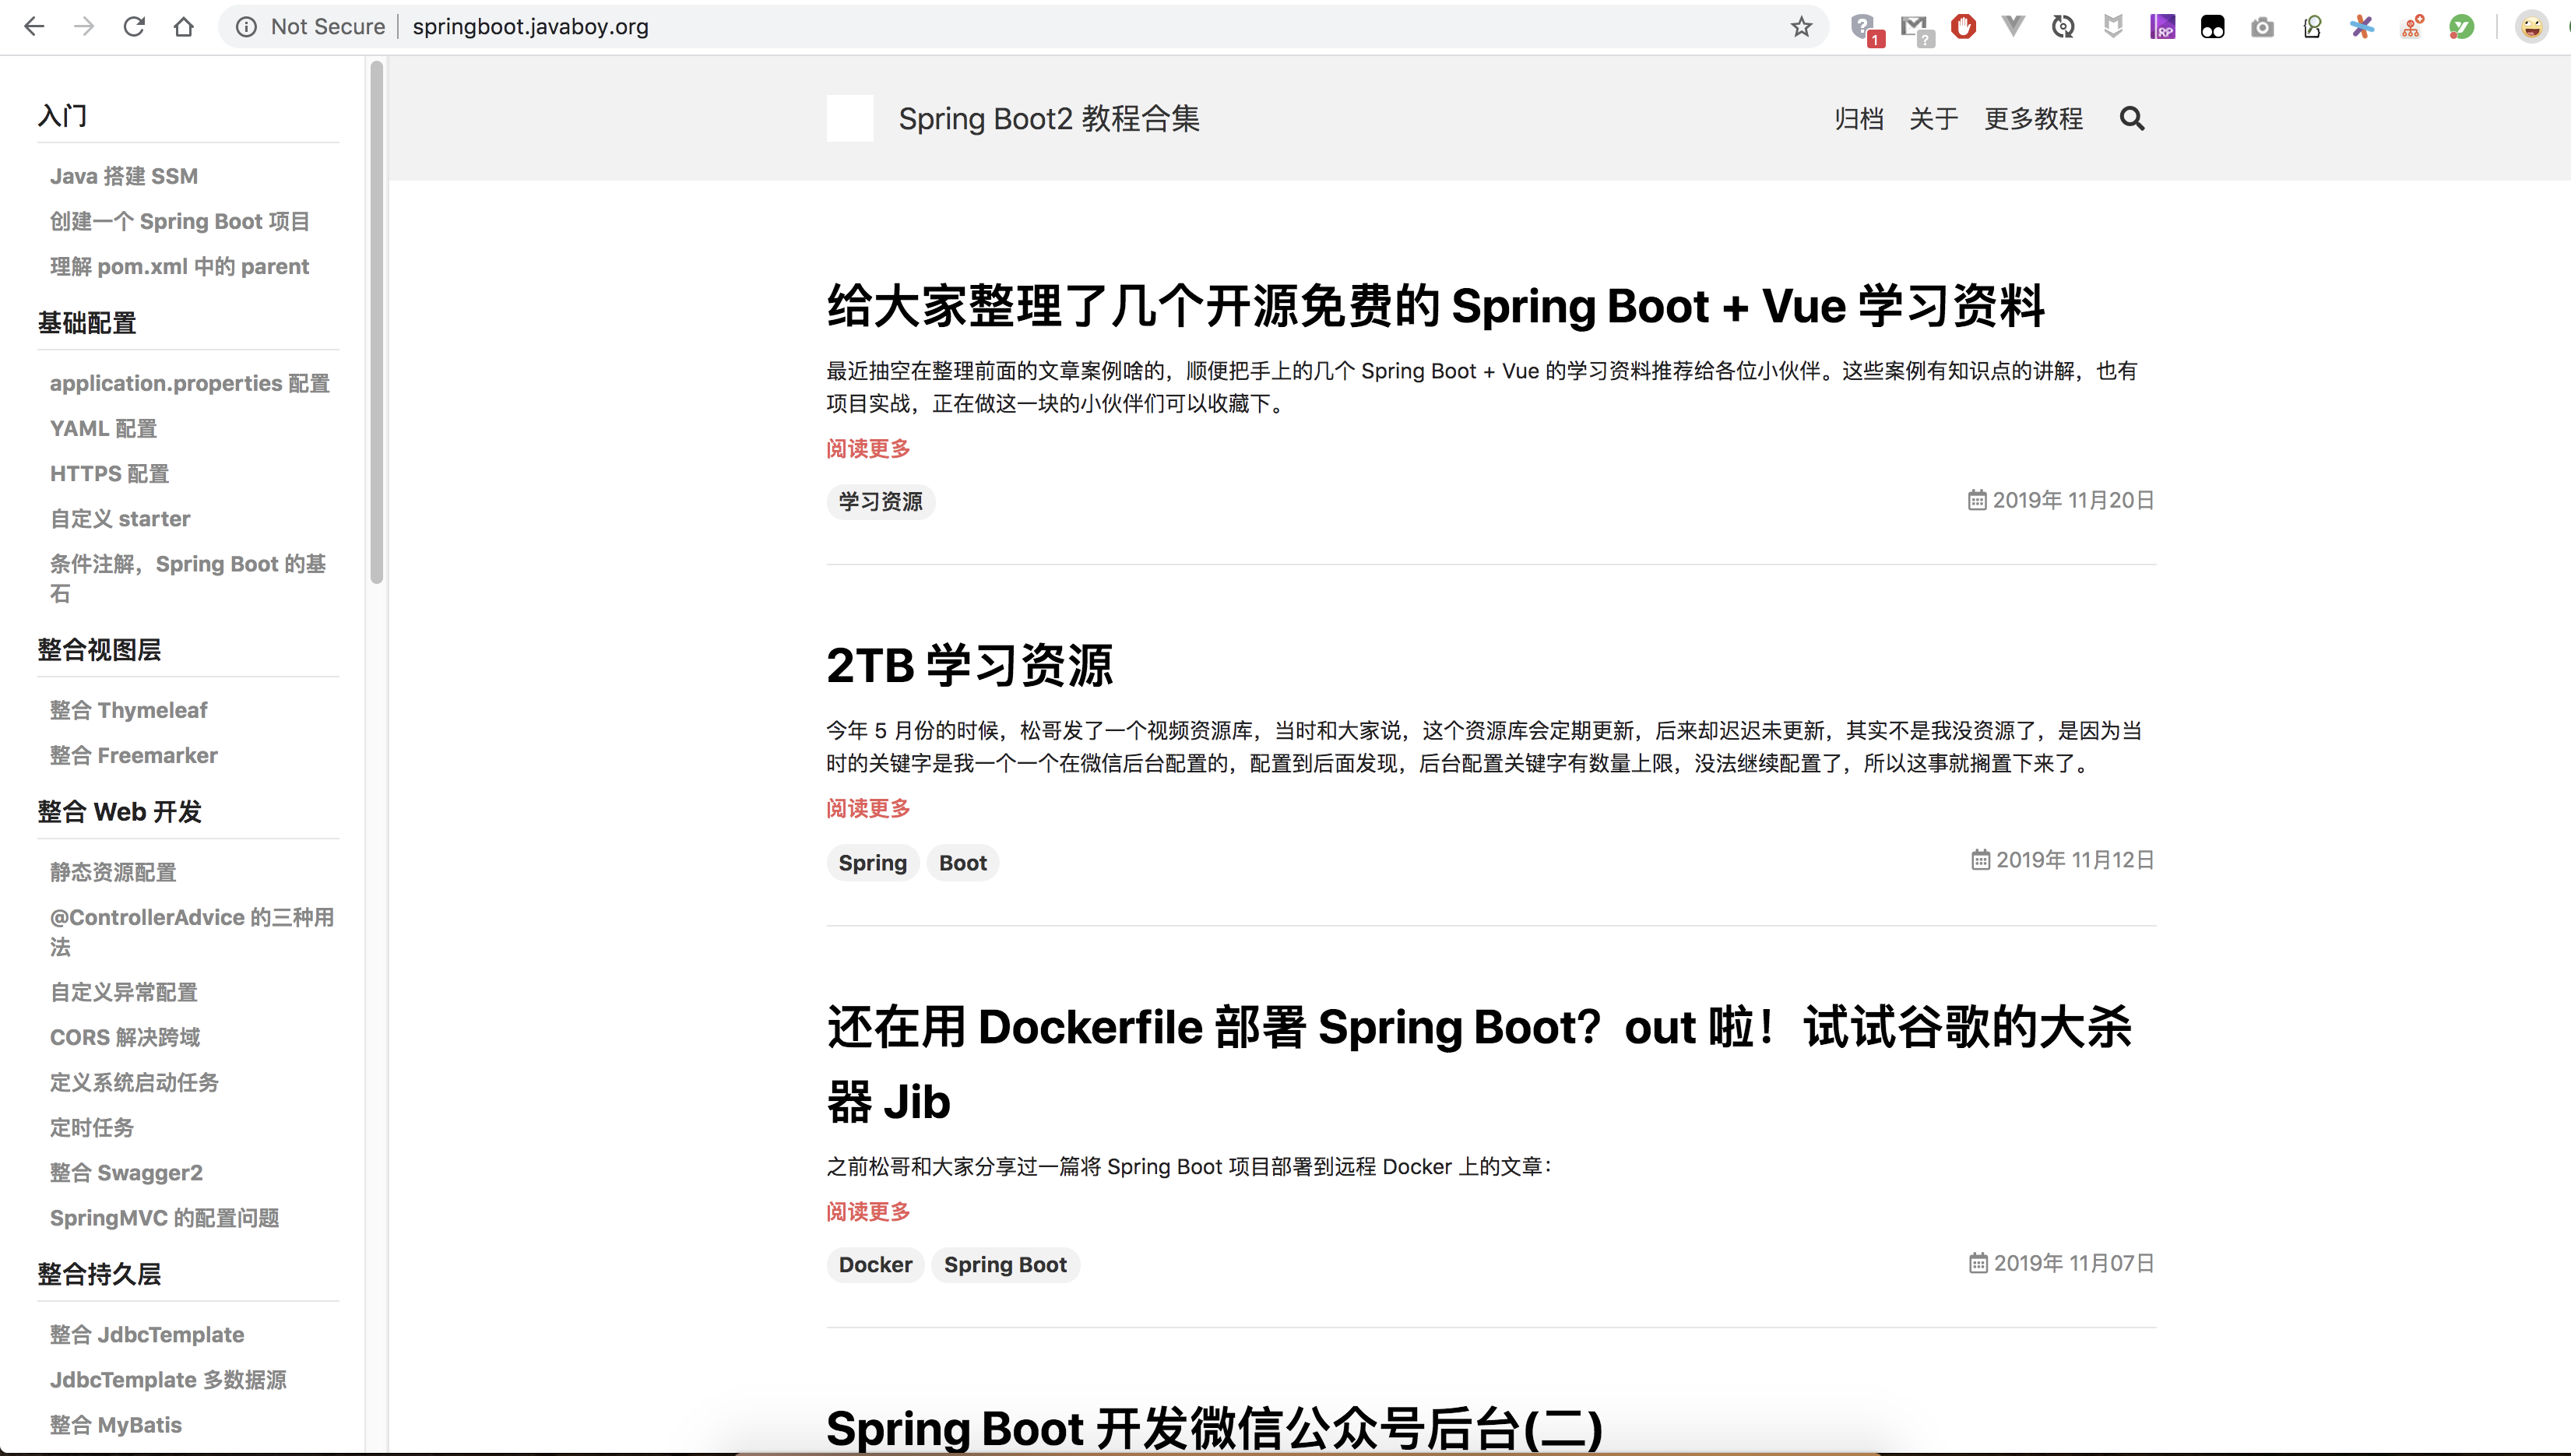 Not Secure
springboot.javaboy.org
1
?
RP
入门
Java 搭建 SSM
创建一个 Spring Boot 项目
理解 pom.xml 中的 parent
基础配置
application.properties 配置
YAML 配置
HTTPS 配置
自定义 starter
条件注解，Spring Boot 的基
石
整合视图层
整合 Thymeleaf
整合 Freemarker
整合 Web 开发
静态资源配置
@ControllerAdvice 的三种用
法
自定义异常配置
CORS 解决跨域
定义系统启动任务
定时任务
整合 Swagger2
SpringMVC 的配置问题
整合持久层
整合 JdbcTemplate
JdbcTemplate 多数据源
整合 MyBatis
Spring Boot2 教程合集
归档 关于 更多教程
给大家整理了几个开源免费的 Spring Boot + Vue 学习资料
最近抽空在整理前面的文章案例啥的，顺便把手上的几个 Spring Boot + Vue 的学习资料推荐给各位小伙伴。这些案例有知识点的讲解，也有
项目实战，正在做这一块的小伙伴们可以收藏下。
阅读更多
学习资源
2019年 11月20日
2TB 学习资源
今年 5 月份的时候，松哥发了一个视频资源库，当时和大家说，这个资源库会定期更新，后来却迟迟未更新，其实不是我没资源了，是因为当
时的关键字是我一个一个在微信后台配置的，配置到后面发现，后台配置关键字有数量上限，没法继续配置了，所以这事就搁置下来了。
阅读更多
Spring Boot
2019年 11月12日
还在用 Dockerfile 部署 Spring Boot？out 啦！试试谷歌的大杀
器 Jib
之前松哥和大家分享过一篇将 Spring Boot 项目部署到远程 Docker 上的文章：
阅读更多
Docker Spring Boot
2019年 11月07日
Spring Boot 开发微信公众号后台(二)